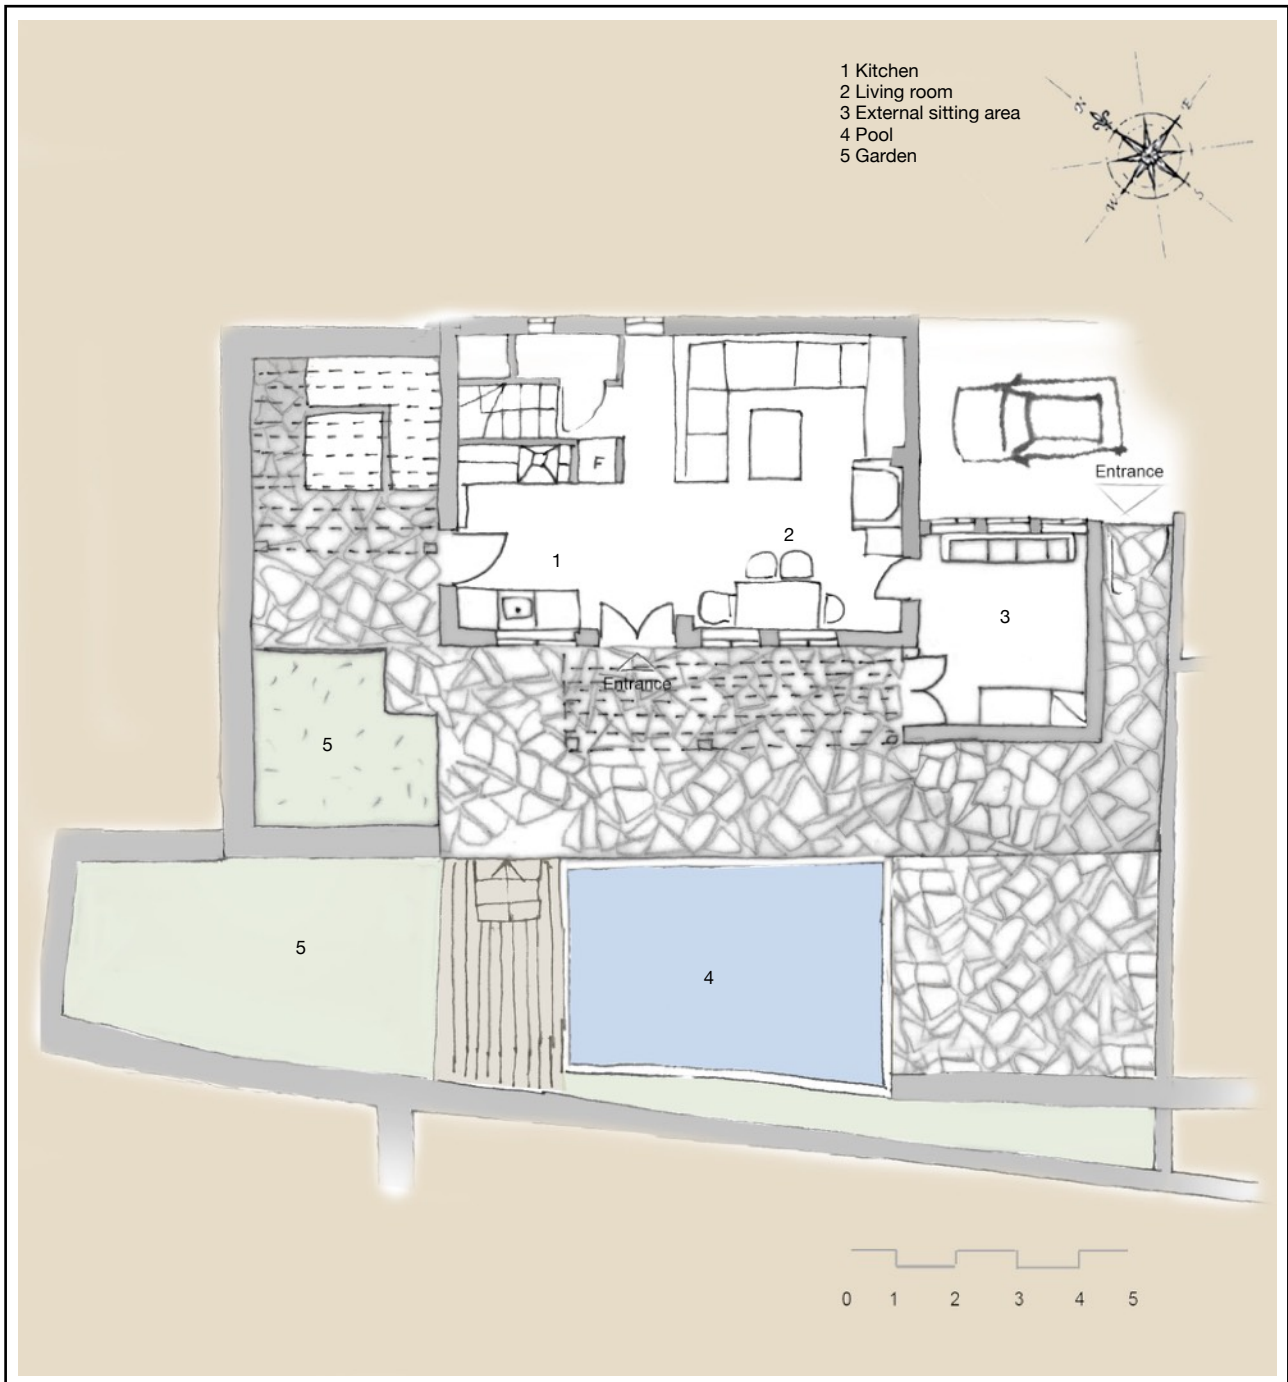 1 Kitchen
2 Living room
3 External sitting area
4 Pool
5 Garden
N
E
W
S
F
Entrance
2
1
3
Entrance
5
5
4
0 1 2 3 4 5